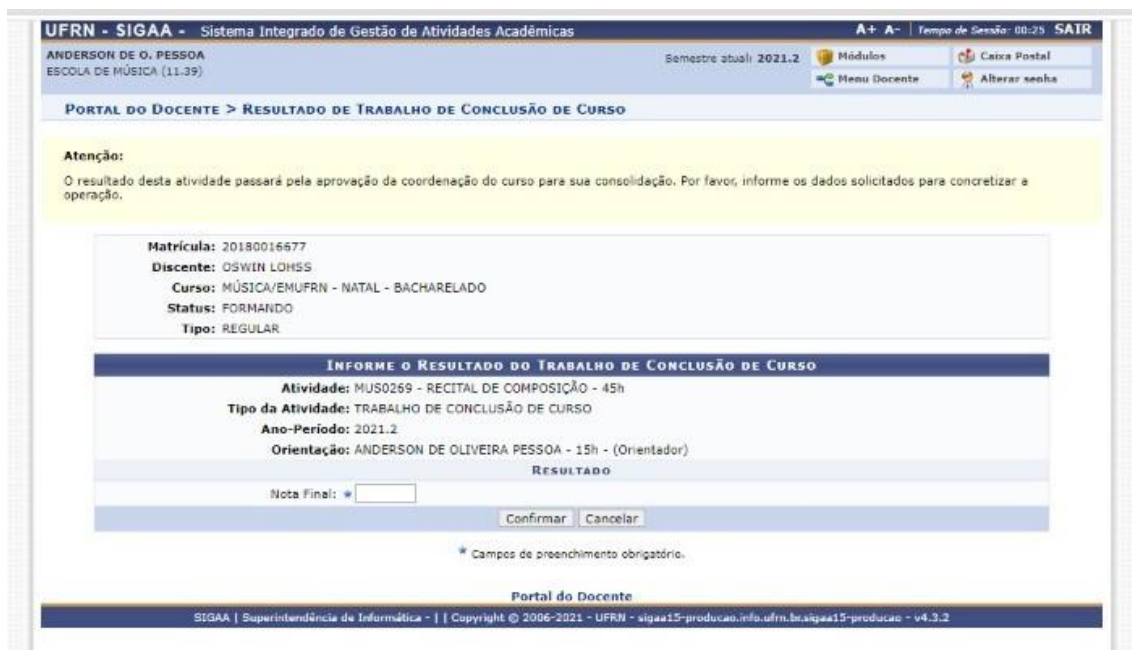 UFRN - SIGAA - Sistema Integrado de Gestão de Atividades Acadêmicas A+ A- | Tempo de Sessão: 00:25 SAIR
ANDERSON DE O. PESSOA Semestre atual: 2021.2 Módulos Caixa Postal
ESCOLA DE MÚSICA (11.39) Menu Docente Alterar senha
PORTAL DO DOCENTE > RESULTADO DE TRABALHO DE CONCLUSÃO DE CURSO
Atenção:
O resultado desta atividade passará pela aprovação da coordenação do curso para sua consolidação. Por favor, informe os dados solicitados para concretizar a
operação.
Matrícula: 20180016677
Discente: OSWIN LOHSS
Curso: MÚSICA/EMUFRN - NATAL - BACHARELADO
Status: FORMANDO
Tipo: REGULAR
INFORME O RESULTADO DO TRABALHO DE CONCLUSÃO DE CURSO
Atividade: MUS0269 - RECITAL DE COMPOSIÇÃO - 45h
Tipo da Atividade: TRABALHO DE CONCLUSÃO DE CURSO
Ano-Período: 2021.2
Orientação: ANDERSON DE OLIVEIRA PESSOA - 15h - (Orientador)
RESULTADO
Nota Final:
Confirmar Cancelar
Campos de preenchimento obrigatório.
Portal do Docente
SIGAA | Superintendência de Informática - | | Copyright © 2006-2021 - UFRN - sigaa15-producao.info.ufrn.br.sigaa15-producao - v4.3.2